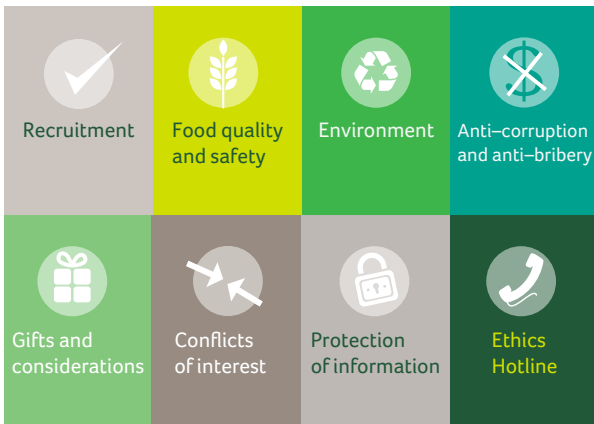 Recruitment
Food quality
and safety
Environment
Anti–corruption
and anti–bribery
Gifts and
considerations
Conflicts
of interest
Protection
of information
Ethics
Hotline